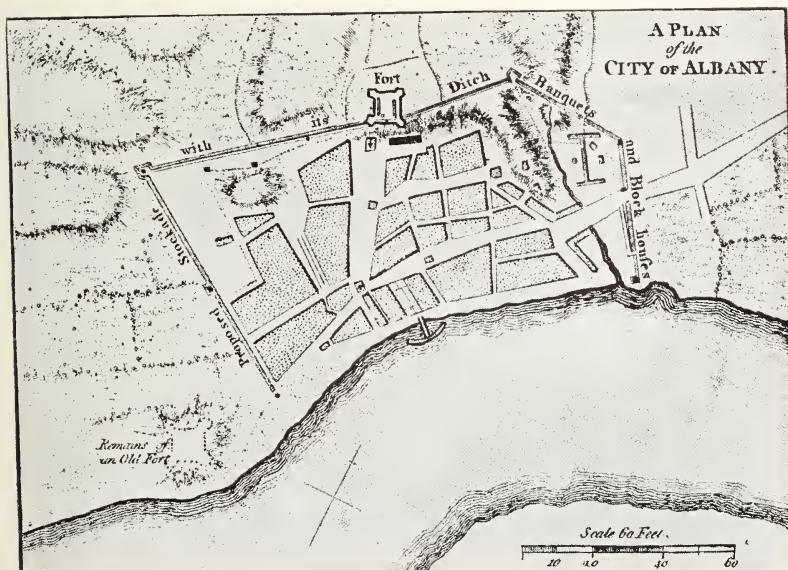 A PLAN
of the
CITY OF ALBANY
Proposed Stockade with its Ditch Banquets and Block houses
Fort
Remains of
an Old Fort
Scale 60 Feet.
10 20 40 60